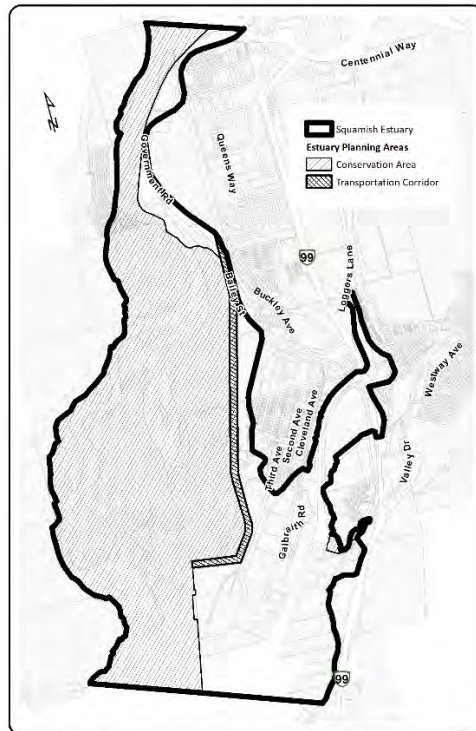 Centennial Way
Squamish Estuary
Estuary Planning Areas
Conservation Area
Transportation Corridor
N
Government Rd
Queens Way
99
Loggers Lane
Bailey St
Buckley Ave
Westway Ave
Third Ave
Second Ave
Cleveland Ave
Valley Dr
Galbraith Rd
99